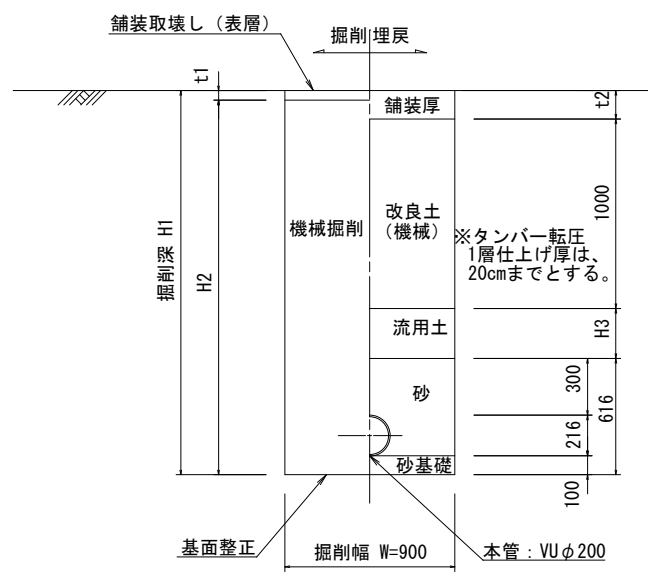 舗装取壊し（表層）
掘削 埋戻
t1
t2
舗装厚
掘削深 H1
H2
機械掘削
改良土
（機械）
1000
※タンパー転圧
1層仕上げ厚は、
20cmまでとする。
流用土
H3
砂
300
616
216
砂基礎
100
基面整正
掘削幅 W=900
本管：VUφ200